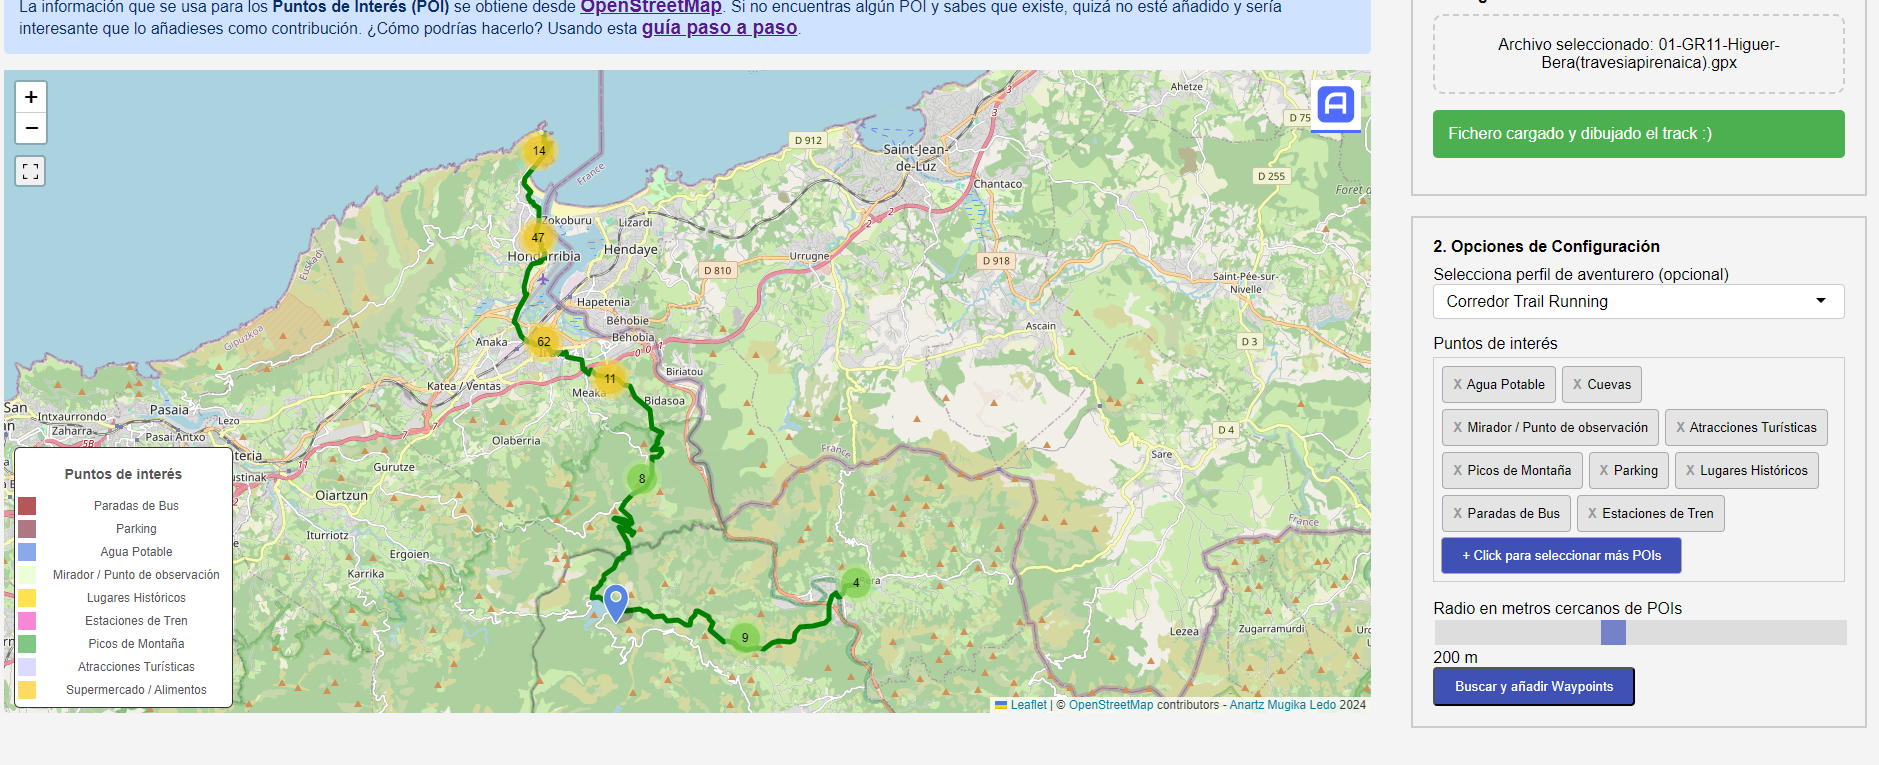 La información que se usa para los Puntos de Interés (POI) se obtiene desde OpenStreetMap. Si no encuentras algún POI y sabes que existe, quizá no esté añadido y sería
interesante que lo añadieses como contribución. ¿Cómo podrías hacerlo? Usando esta guía paso a paso.
+
−
14
47
62
11
8
9
4
Ahetze
D 75
D 912
Saint-Jean-
de-Luz
3
3
Chantaco
D 255
Foret d
France
Zokoburu
Lizardi
2
2
Hendaye
Hondarribia
Urrugne
D 810
D 918
Saint-Pée-sur-
Nivelle
Euskadi
Gipuzkoa
Hapetenia
Béhobie
Behobia
Anaka
Ascain
D 3
Biriatou
Katea / Ventas
Meaka
Bidasoa
San
Intxaurrondo
Zaharra
Pasaia
Pasai Antxo
Lezo
Olaberria
D 4
France
Sare
Gurutze
Oiartzun
11
Iturriotz
Ergoien
Karrika
France
Lezea
Zugarramurdi
Puntos de interés
Paradas de Bus
Parking
Agua Potable
Mirador / Punto de observación
Lugares Históricos
Estaciones de Tren
Picos de Montaña
Atracciones Turísticas
Supermercado / Alimentos
Leaflet | © OpenStreetMap contributors - Anartz Mugika Ledo 2024
Archivo seleccionado: 01-GR11-Higuer-
Bera(travesiapirenaica).gpx
Fichero cargado y dibujado el track :)
2. Opciones de Configuración
Selecciona perfil de aventurero (opcional)
Corredor Trail Running
Puntos de interés
X Agua Potable X Cuevas
X Mirador / Punto de observación X Atracciones Turísticas
X Picos de Montaña X Parking X Lugares Históricos
X Paradas de Bus X Estaciones de Tren
+ Click para seleccionar más POIs
Radio en metros cercanos de POIs
200 m
Buscar y añadir Waypoints